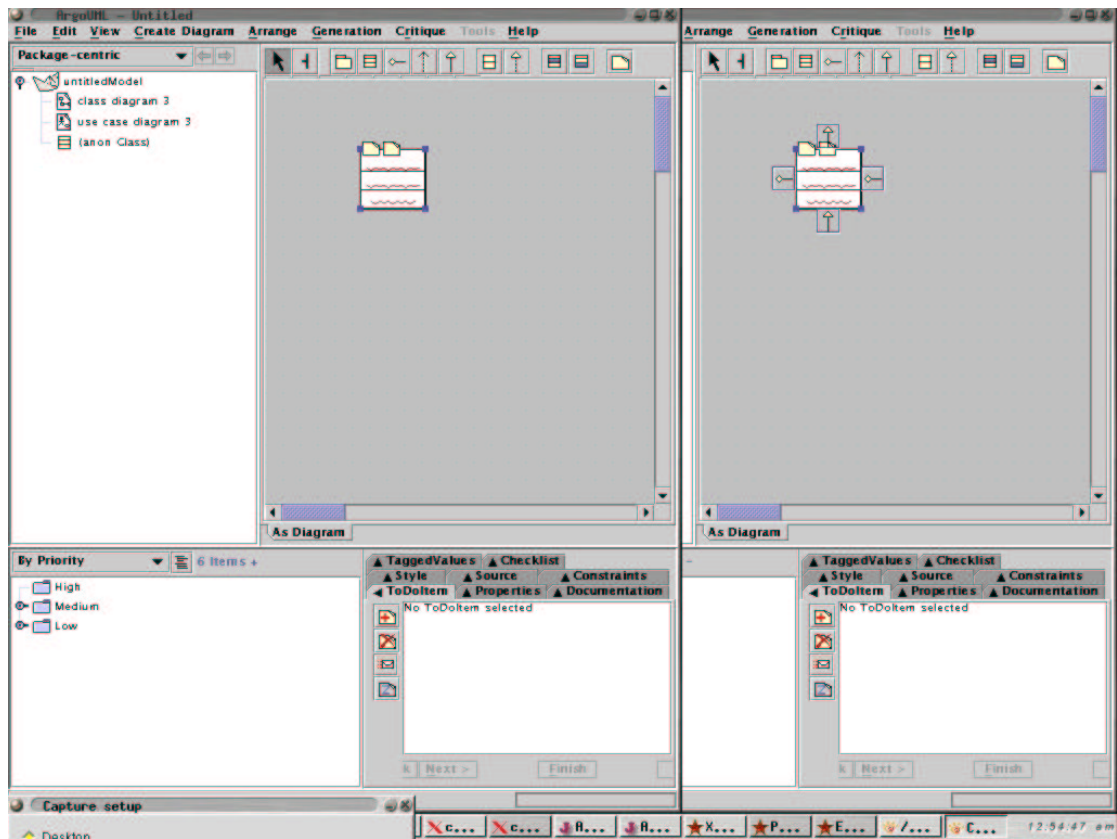 ArgoUML - Untitled
File Edit View Create Diagram Arrange Generation Critique Tools Help
Arrange Generation Critique Tools Help
Package-centric
untitledModel
class diagram 3
use case diagram 3
(anon Class)
As Diagram
As Diagram
By Priority
6 Items
High
Medium
Low
TaggedValues Checklist
Style Source Constraints
ToDoItem Properties Documentation
No ToDoItem selected
k Next > Finish
TaggedValues Checklist
Style Source Constraints
ToDoItem Properties Documentation
No ToDoItem selected
k Next > Finish
Capture setup
Desktop
c... c... A... A... X... P... E... /... C... 12:54/47